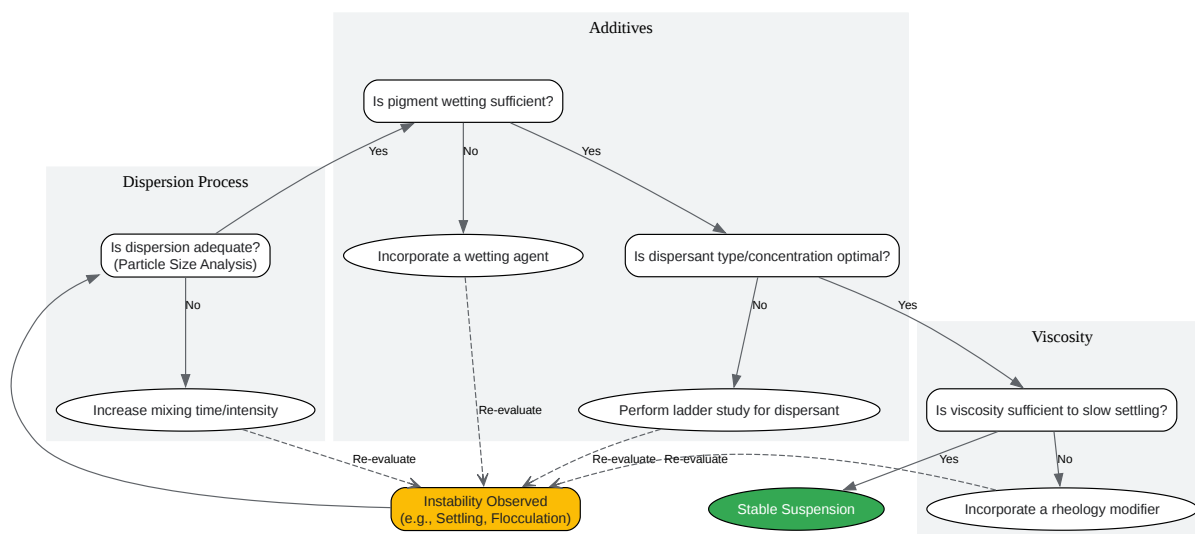 Additives
Is pigment wetting sufficient?
Yes
No
Yes
Dispersion Process
Is dispersion adequate?
(Particle Size Analysis)
Incorporate a wetting agent
Is dispersant type/concentration optimal?
No
No
Yes
Viscosity
Increase mixing time/intensity
Re-evaluate
Perform ladder study for dispersant
Is viscosity sufficient to slow settling?
Re-evaluate
Re-evaluate
Re-evaluate
Yes
No
Instability Observed
(e.g., Settling, Flocculation)
Stable Suspension
Incorporate a rheology modifier